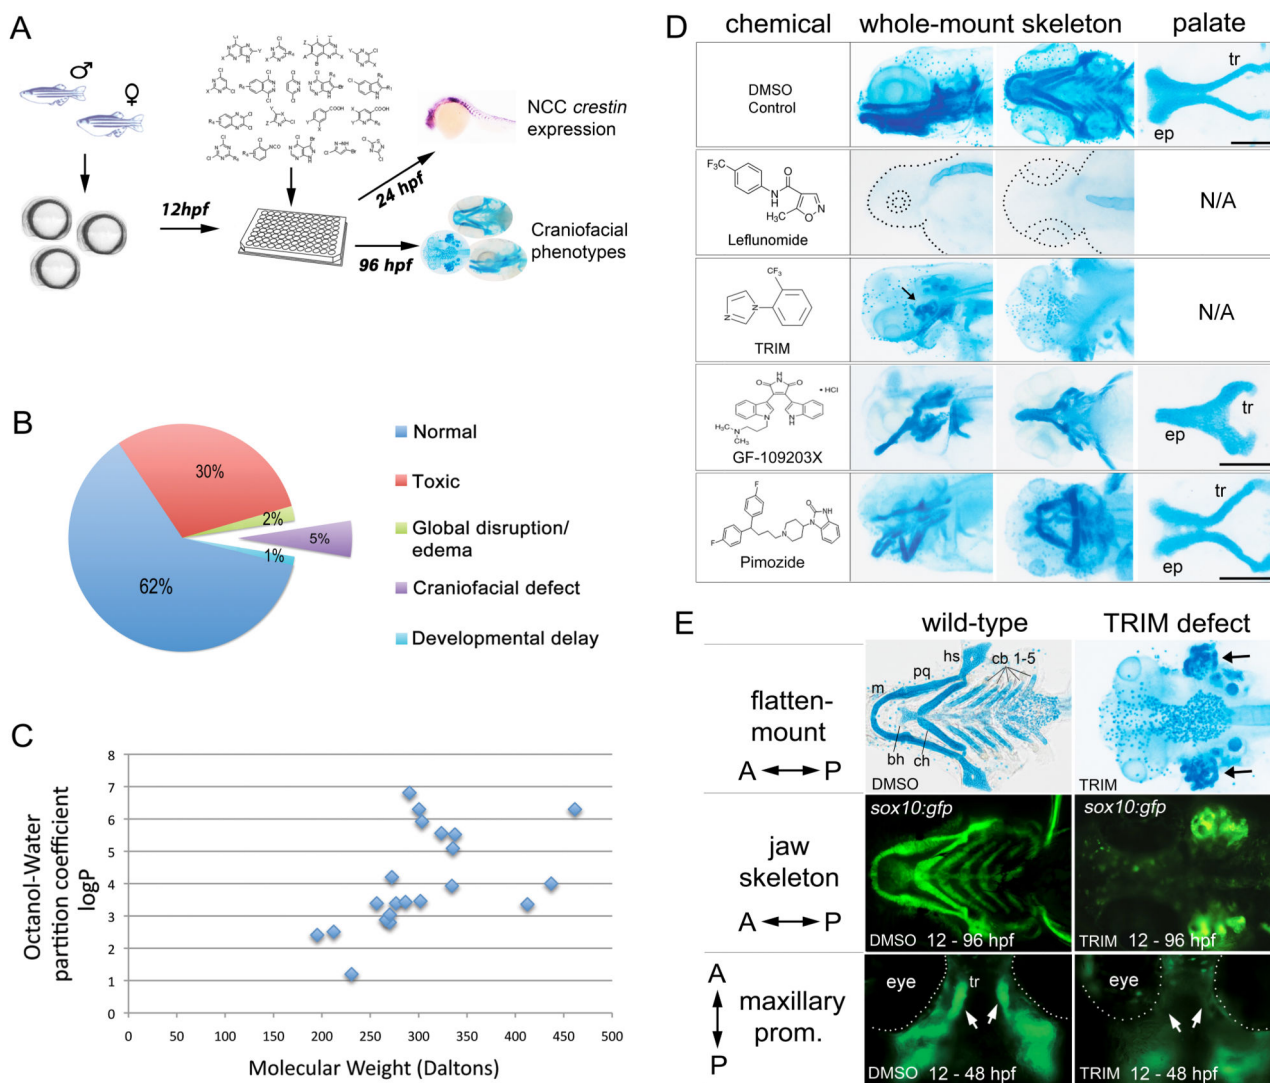 A
♂
♀
12hpf
24 hpf
96 hpf
NCC crestin
expression
Craniofacial
phenotypes
B
30%
2%
5%
1%
62%
Normal
Toxic
Global disruption/
edema
Craniofacial defect
Developmental delay
C
Octanol-Water
partition coefficient
logP
8
7
6
5
4
3
2
1
0
0 50 100 150 200 250 300 350 400 450 500
Molecular Weight (Daltons)
D
chemical whole-mount skeleton palate
DMSO
Control
tr
ep
F₃C
O
N
H
CH₃
O
N
Leflunomide
N/A
CF₃
N
N
TRIM
N/A
H
N
O
O
• HCl
N
N
H
H₃C
N
CH₃
GF-109203X
tr
ep
F
F
N
N
O
NH
Pimozide
tr
ep
E
wild-type TRIM defect
flatten-
mount
A P
hs
cb 1-5
pq
m
bh
ch
DMSO
TRIM
jaw
skeleton
A P
sox10:gfp
DMSO 12 - 96 hpf
sox10:gfp
TRIM 12 - 96 hpf
A
P
maxillary
prom.
eye
tr
DMSO 12 - 48 hpf
eye
TRIM 12 - 48 hpf